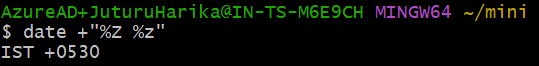 AzureAD+JuturuHarika@IN-TS-M6E9CH MINGW64 ~/mini
$ date +"%Z %z"
IST +0530